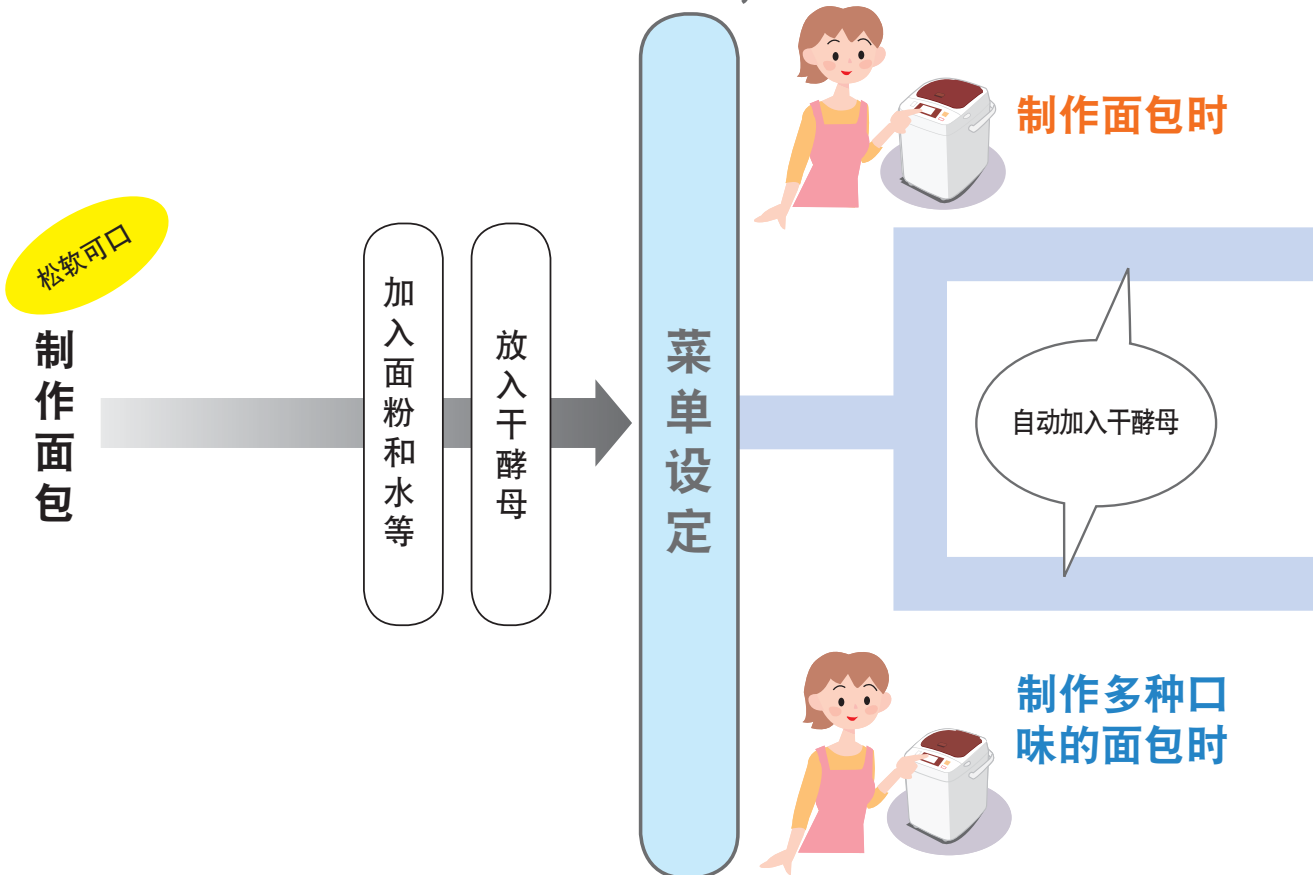 松软可口
制作面包
加入面粉和水等
放入干酵母
菜单设定
制作面包时
自动加入干酵母
制作多种口
味的面包时